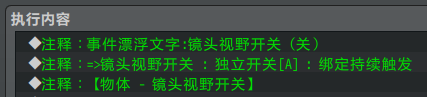 执行内容
◆注释：事件漂浮文字:镜头视野开关（关）
◆注释：=>镜头视野开关 : 独立开关[A] : 绑定持续触发
◆注释：【物体 - 镜头视野开关】